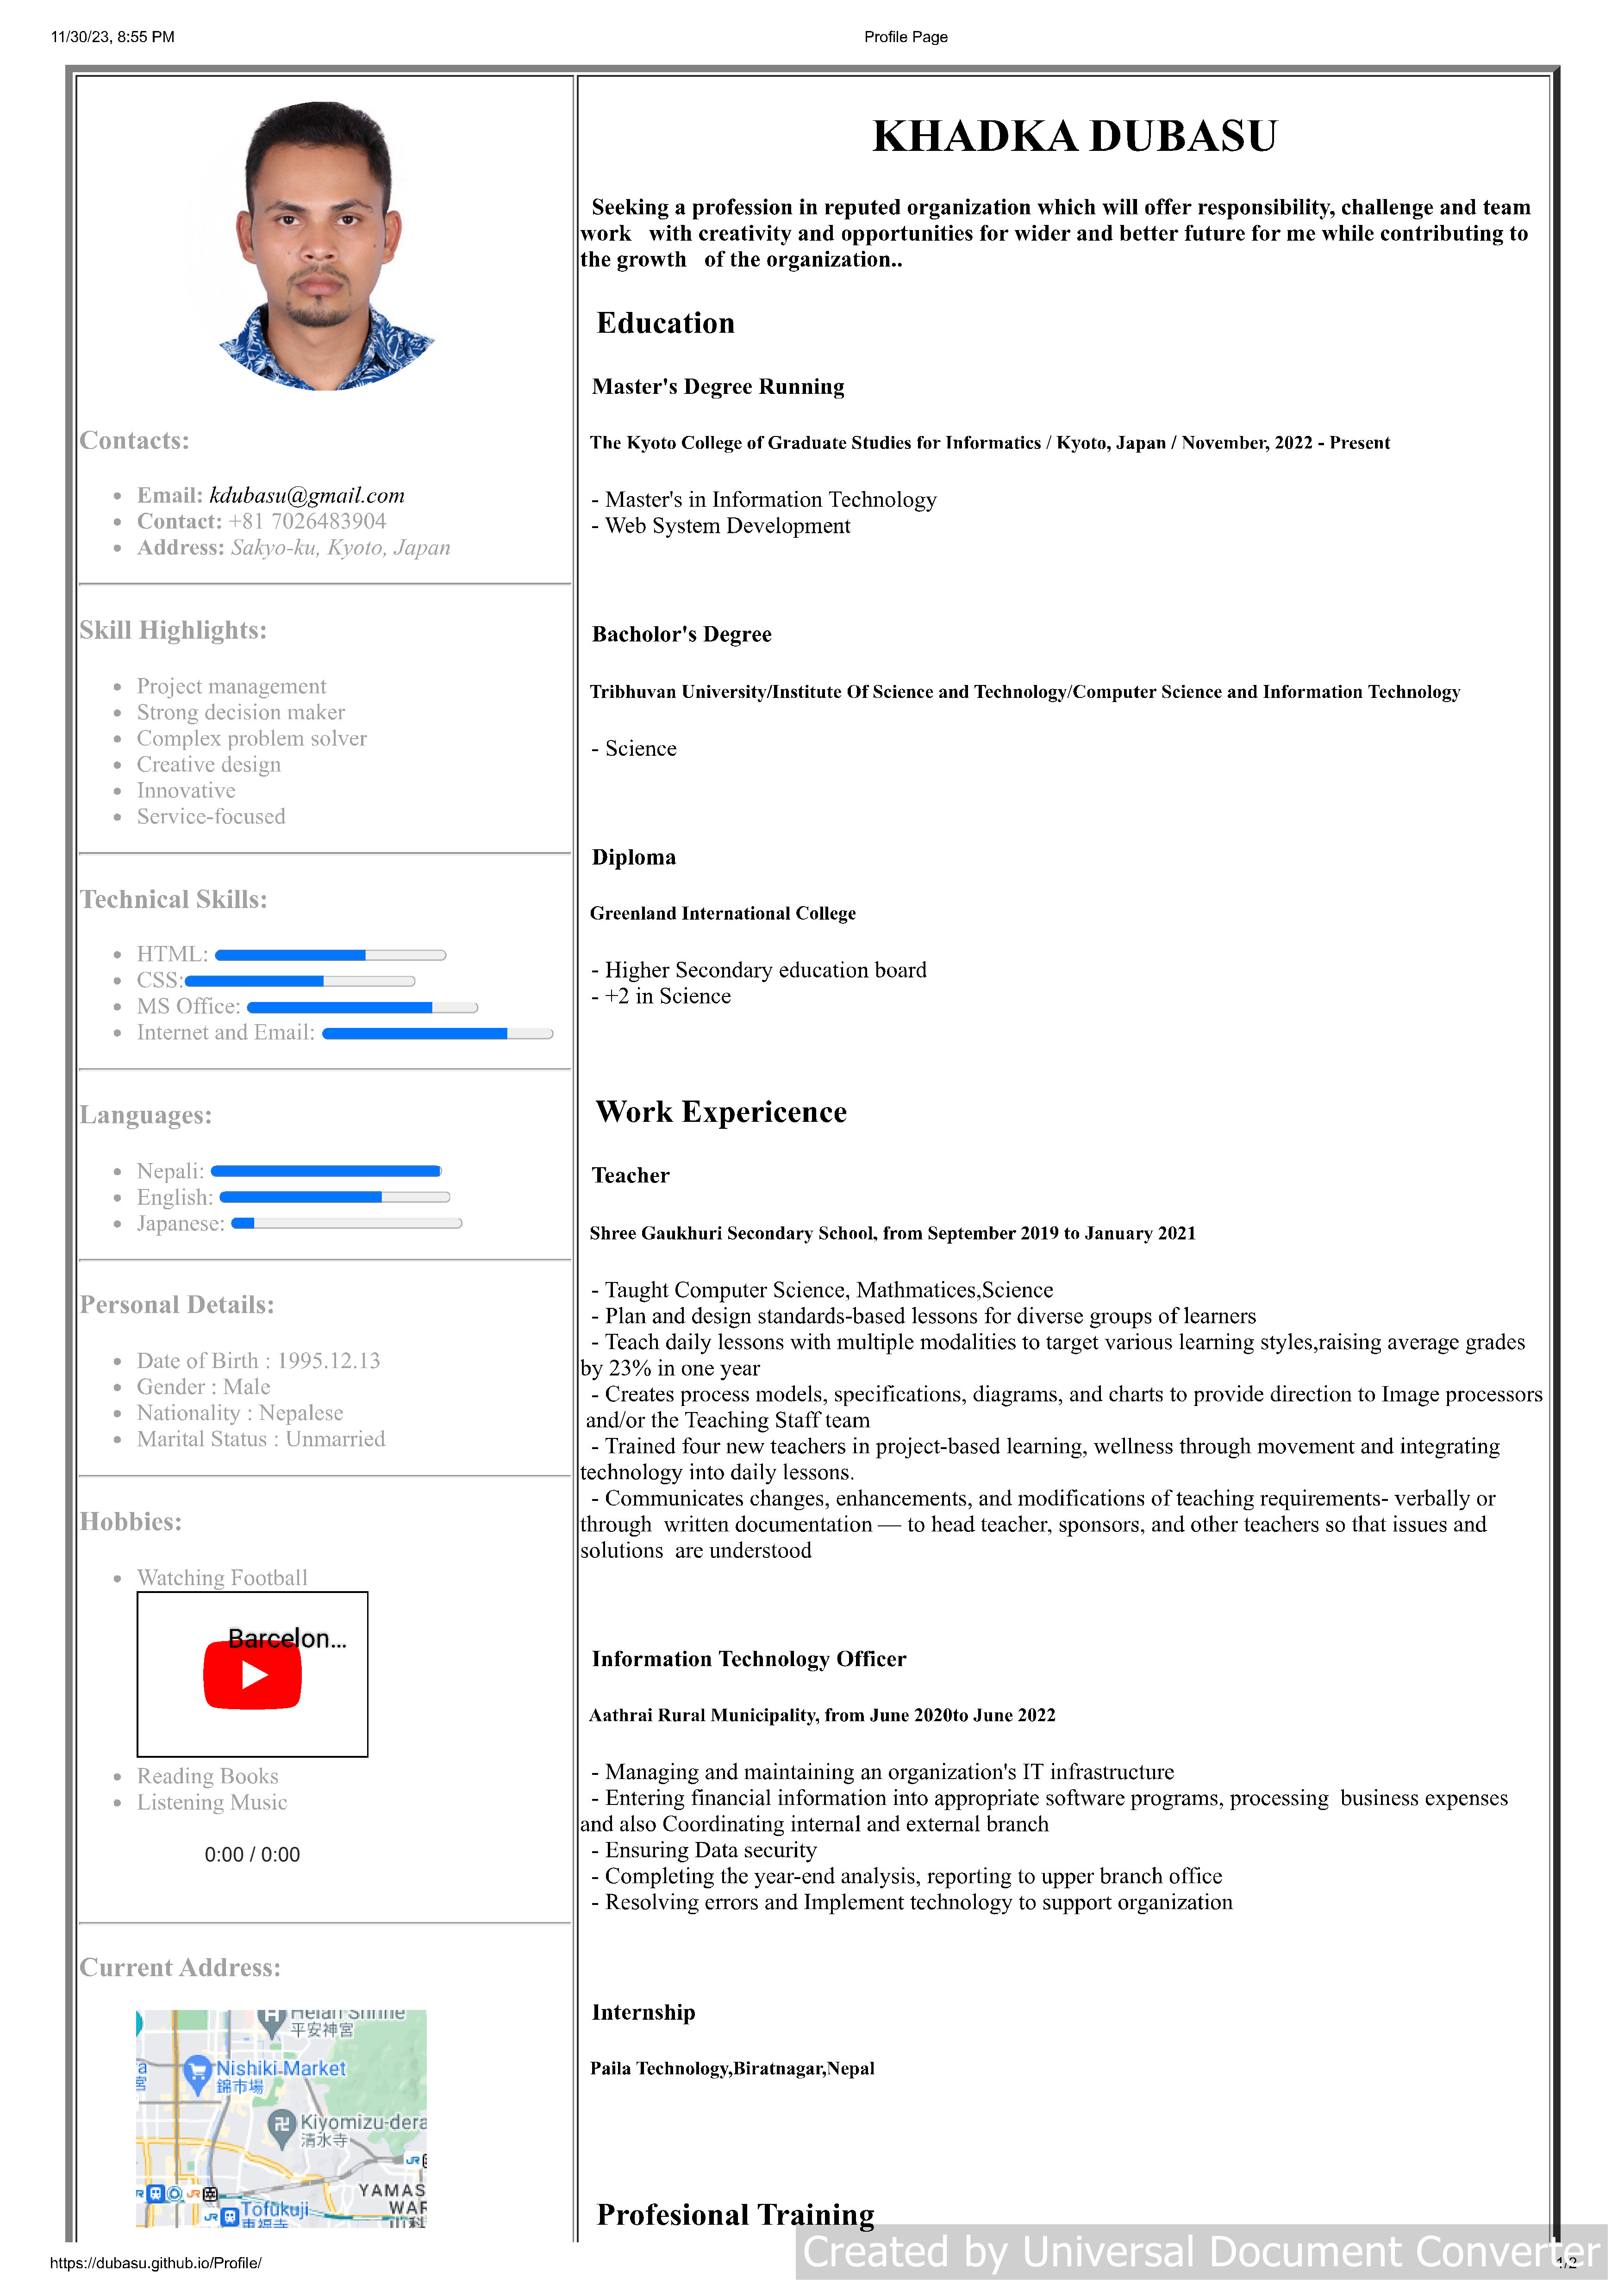 11/30/23, 8:55 PM
Profile Page
Contacts:
Email: kdubasu@gmail.com
Contact: +81 7026483904
Address: Sakyo-ku, Kyoto, Japan
Skill Highlights:
Project management
Strong decision maker
Complex problem solver
Creative design
Innovative
Service-focused
Technical Skills:
HTML:
CSS:
MS Office:
Internet and Email:
Languages:
Nepali:
English:
Japanese:
Personal Details:
Date of Birth : 1995.12.13
Gender : Male
Nationality : Nepalese
Marital Status : Unmarried
Hobbies:
Watching Football
Barcelon...
Reading Books
Listening Music
0:00 / 0:00
Current Address:
Heian Shrine
平安神宮
宮
Nishiki Market
錦市場
Kiyomizu-dera
清水寺
JR
JR
YAMAS
WAR
JR Tofukuji
東福寺
KHADKA DUBASU
Seeking a profession in reputed organization which will offer responsibility, challenge and team
work with creativity and opportunities for wider and better future for me while contributing to
the growth of the organization..
Education
Master's Degree Running
The Kyoto College of Graduate Studies for Informatics / Kyoto, Japan / November, 2022 - Present
- Master's in Information Technology
- Web System Development
Bacholor's Degree
Tribhuvan University/Institute Of Science and Technology/Computer Science and Information Technology
- Science
Diploma
Greenland International College
- Higher Secondary education board
- +2 in Science
Work Expericence
Teacher
Shree Gaukhuri Secondary School, from September 2019 to January 2021
- Taught Computer Science, Mathmatices,Science
- Plan and design standards-based lessons for diverse groups of learners
- Teach daily lessons with multiple modalities to target various learning styles,raising average grades
by 23% in one year
- Creates process models, specifications, diagrams, and charts to provide direction to Image processors
and/or the Teaching Staff team
- Trained four new teachers in project-based learning, wellness through movement and integrating
technology into daily lessons.
- Communicates changes, enhancements, and modifications of teaching requirements- verbally or
through written documentation — to head teacher, sponsors, and other teachers so that issues and
solutions are understood
Information Technology Officer
Aathrai Rural Municipality, from June 2020to June 2022
- Managing and maintaining an organization's IT infrastructure
- Entering financial information into appropriate software programs, processing business expenses
and also Coordinating internal and external branch
- Ensuring Data security
- Completing the year-end analysis, reporting to upper branch office
- Resolving errors and Implement technology to support organization
Internship
Paila Technology,Biratnagar,Nepal
Profesional Training
Created by Universal Document Converter
https://dubasu.github.io/Profile/
1/2